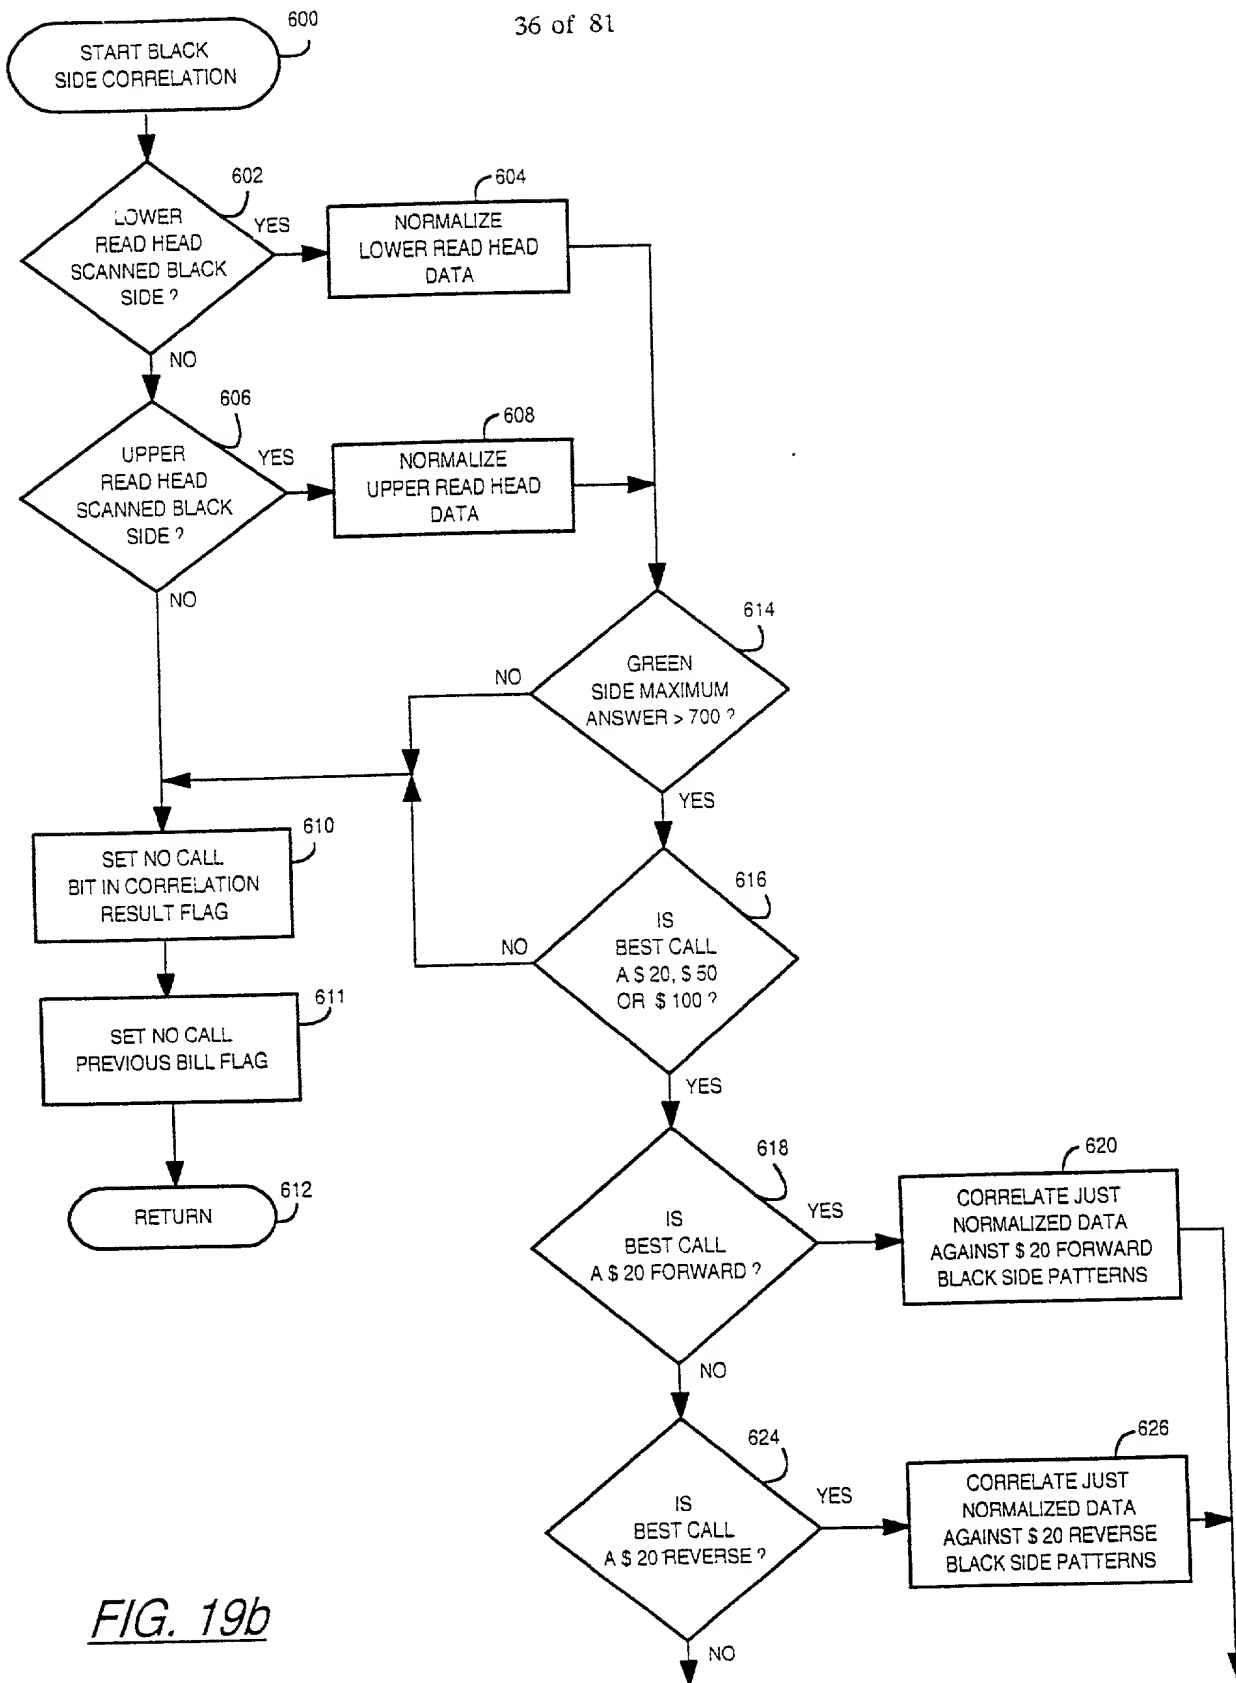 36 of 81
600
START BLACK
SIDE CORRELATION
602
LOWER
READ HEAD
SCANNED BLACK
SIDE ?
YES
604
NORMALIZE
LOWER READ HEAD
DATA
NO
606
UPPER
READ HEAD
SCANNED BLACK
SIDE ?
YES
608
NORMALIZE
UPPER READ HEAD
DATA
NO
614
GREEN
SIDE MAXIMUM
ANSWER > 700 ?
NO
YES
610
SET NO CALL
BIT IN CORRELATION
RESULT FLAG
616
IS
BEST CALL
A $ 20, $ 50
OR $ 100 ?
NO
YES
611
SET NO CALL
PREVIOUS BILL FLAG
612
RETURN
618
IS
BEST CALL
A $ 20 FORWARD ?
YES
620
CORRELATE JUST
NORMALIZED DATA
AGAINST $ 20 FORWARD
BLACK SIDE PATTERNS
NO
624
IS
BEST CALL
A $ 20 REVERSE ?
YES
626
CORRELATE JUST
NORMALIZED DATA
AGAINST $ 20 REVERSE
BLACK SIDE PATTERNS
NO
FIG. 19b